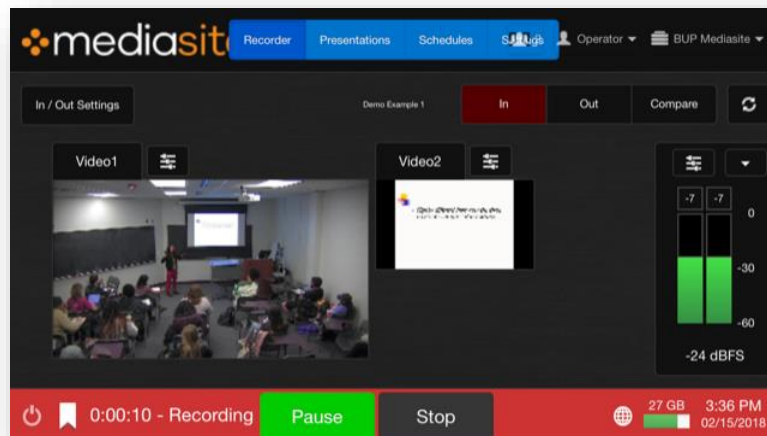 mediasit
Recorder Presentations Schedules Operator BUP Mediasite
In / Out Settings Demo Example 1 In Out Compare
Video1 Video2
-7 -7
0
-30
-60
-24 dBFS
0:00:10 - Recording Pause Stop 27 GB 3:36 PM
02/15/2018